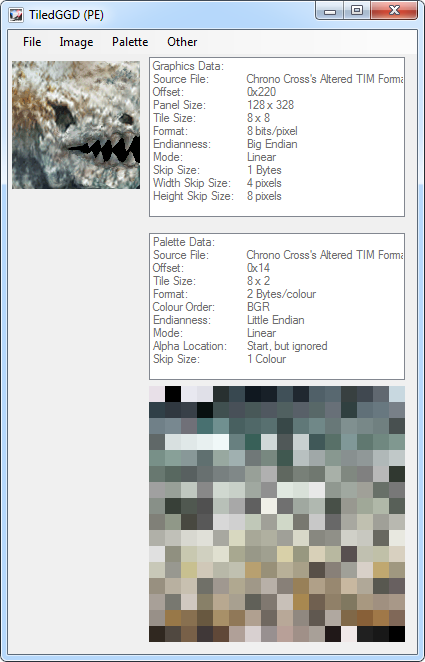 TiledGGD (PE)
File Image Palette Other
Graphics Data:
Source File: Chrono Cross's Altered TIM Forma
Offset: 0x220
Panel Size: 128 x 328
Tile Size: 8 x 8
Format: 8 bits/pixel
Endianness: Big Endian
Mode: Linear
Skip Size: 1 Bytes
Width Skip Size: 4 pixels
Height Skip Size: 8 pixels
Palette Data:
Source File: Chrono Cross's Altered TIM Forma
Offset: 0x14
Tile Size: 8 x 2
Format: 2 Bytes/colour
Colour Order: BGR
Endianness: Little Endian
Mode: Linear
Alpha Location: Start, but ignored
Skip Size: 1 Colour